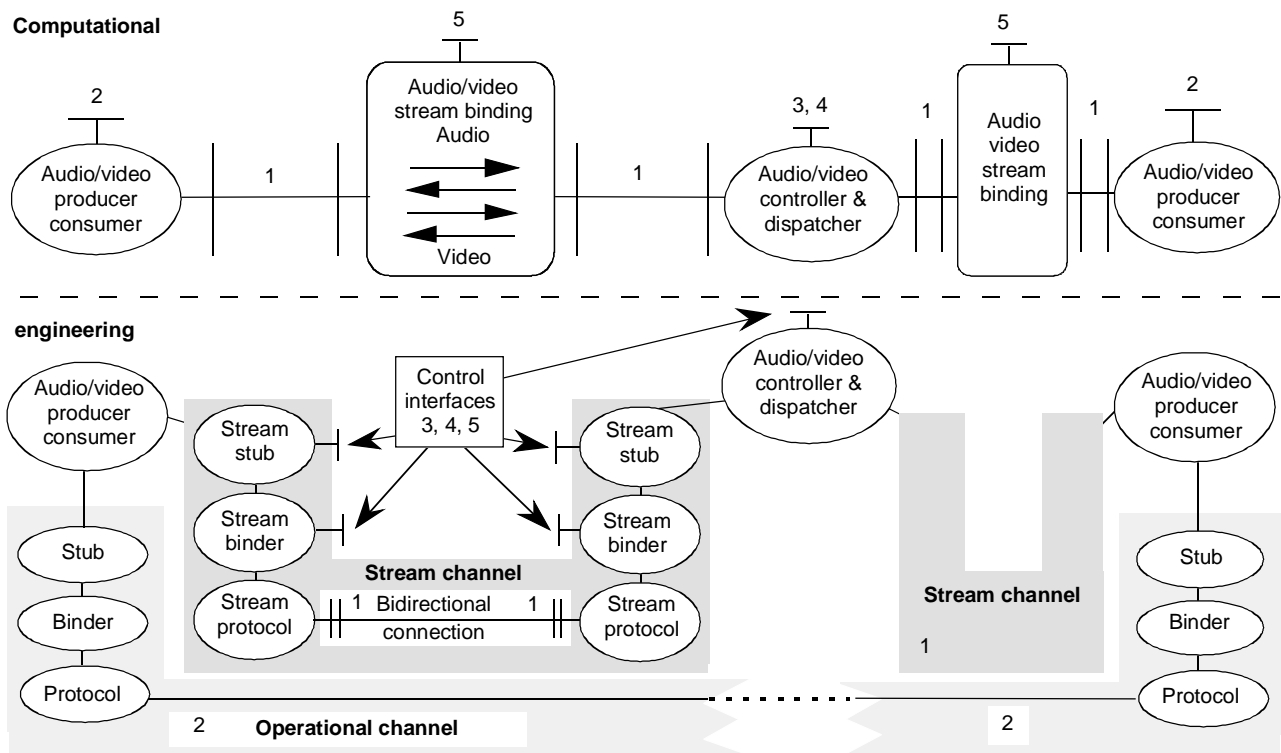 Computational
5
5
2
3, 4
1
1
2
Audio/video
producer
consumer
1
Audio/video
stream binding
Audio
Video
1
Audio/video
controller &
dispatcher
Audio
video
stream
binding
Audio/video
producer
consumer
engineering
Audio/video
producer
consumer
Control
interfaces
3, 4, 5
Audio/video
controller &
dispatcher
Audio/video
producer
consumer
Stream
stub
Stream
stub
Stream
binder
Stream
binder
Stream channel
Stream
protocol
1 Bidirectional 1
connection
Stream
protocol
Stream channel
1
Stub
Binder
Protocol
Stub
Binder
Protocol
2 Operational channel
2